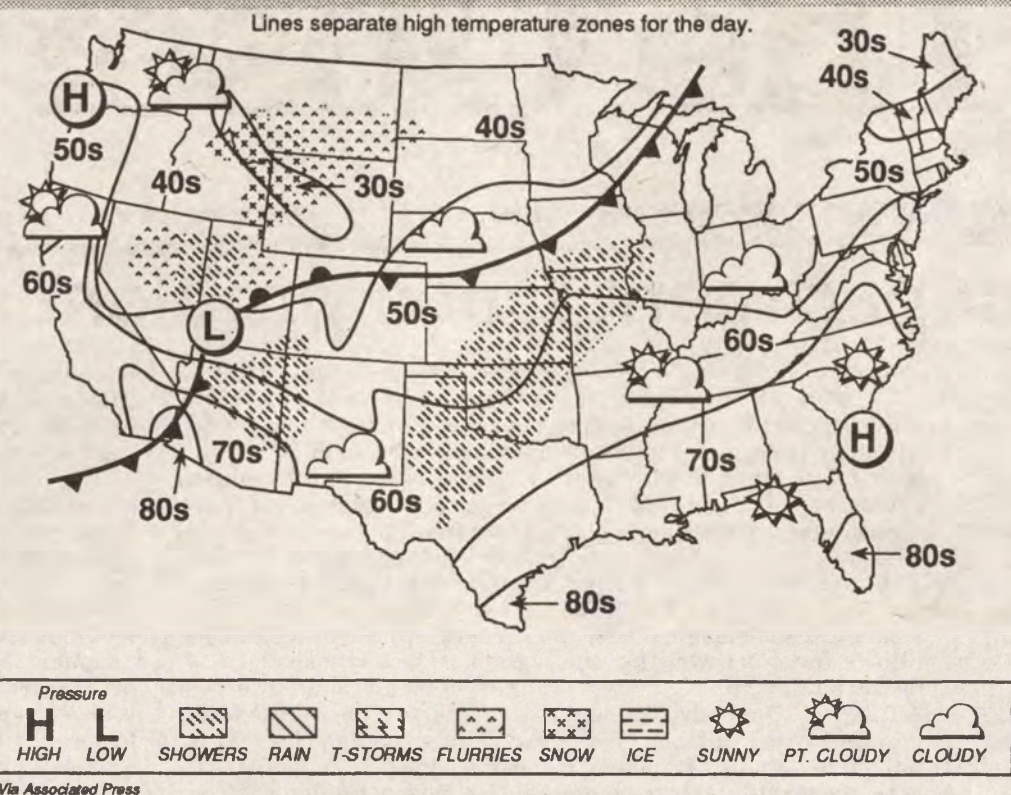 Lines separate high temperature zones for the day.
30s
40s
H
50s
40s
40s
30s
50s
60s
L
50s
60s
H
70s
80s
60s
70s
80s
80s
Pressure
H L
HIGH LOW SHOWERS RAIN T-STORMS FLURRIES SNOW ICE SUNNY PT. CLOUDY CLOUDY
Via Associated Press